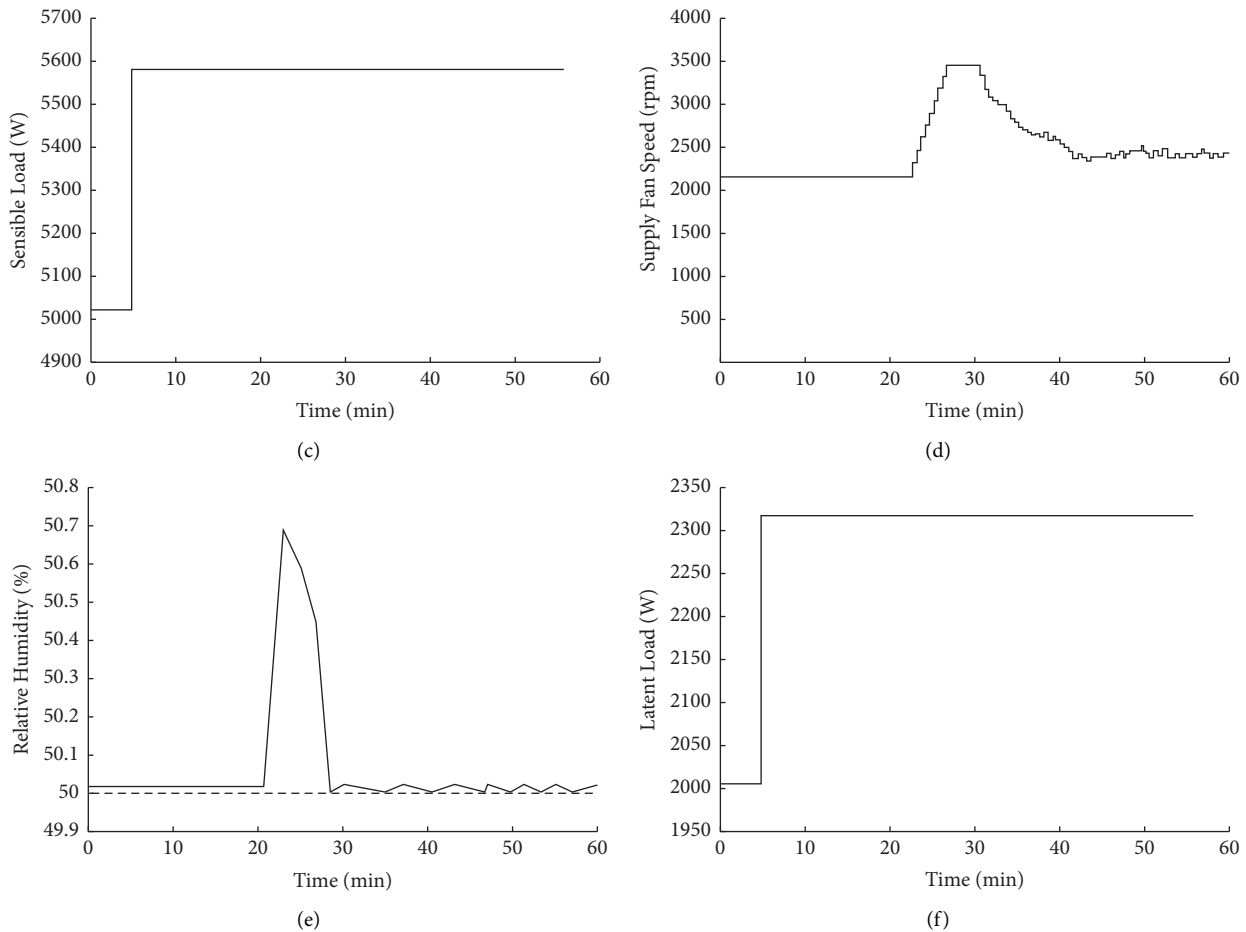 Sensible Load (W)
5700
5600
5500
5400
5300
5200
5100
5000
4900
0 10 20 30 40 50 60
Time (min)
(c)
Supply Fan Speed (rpm)
4000
3500
3000
2500
2000
1000
500
0 10 20 30 40 50 60
Time (min)
(d)
Relative Humidity (%)
50.8
50.7
50.6
50.5
50.4
50.3
50.2
50.1
50
49.9
0 10 20 30 40 50 60
Time (min)
(e)
Latent Load (W)
2350
2300
2250
2200
2150
2100
2050
2000
1950
0 10 20 30 40 50 60
Time (min)
(f)